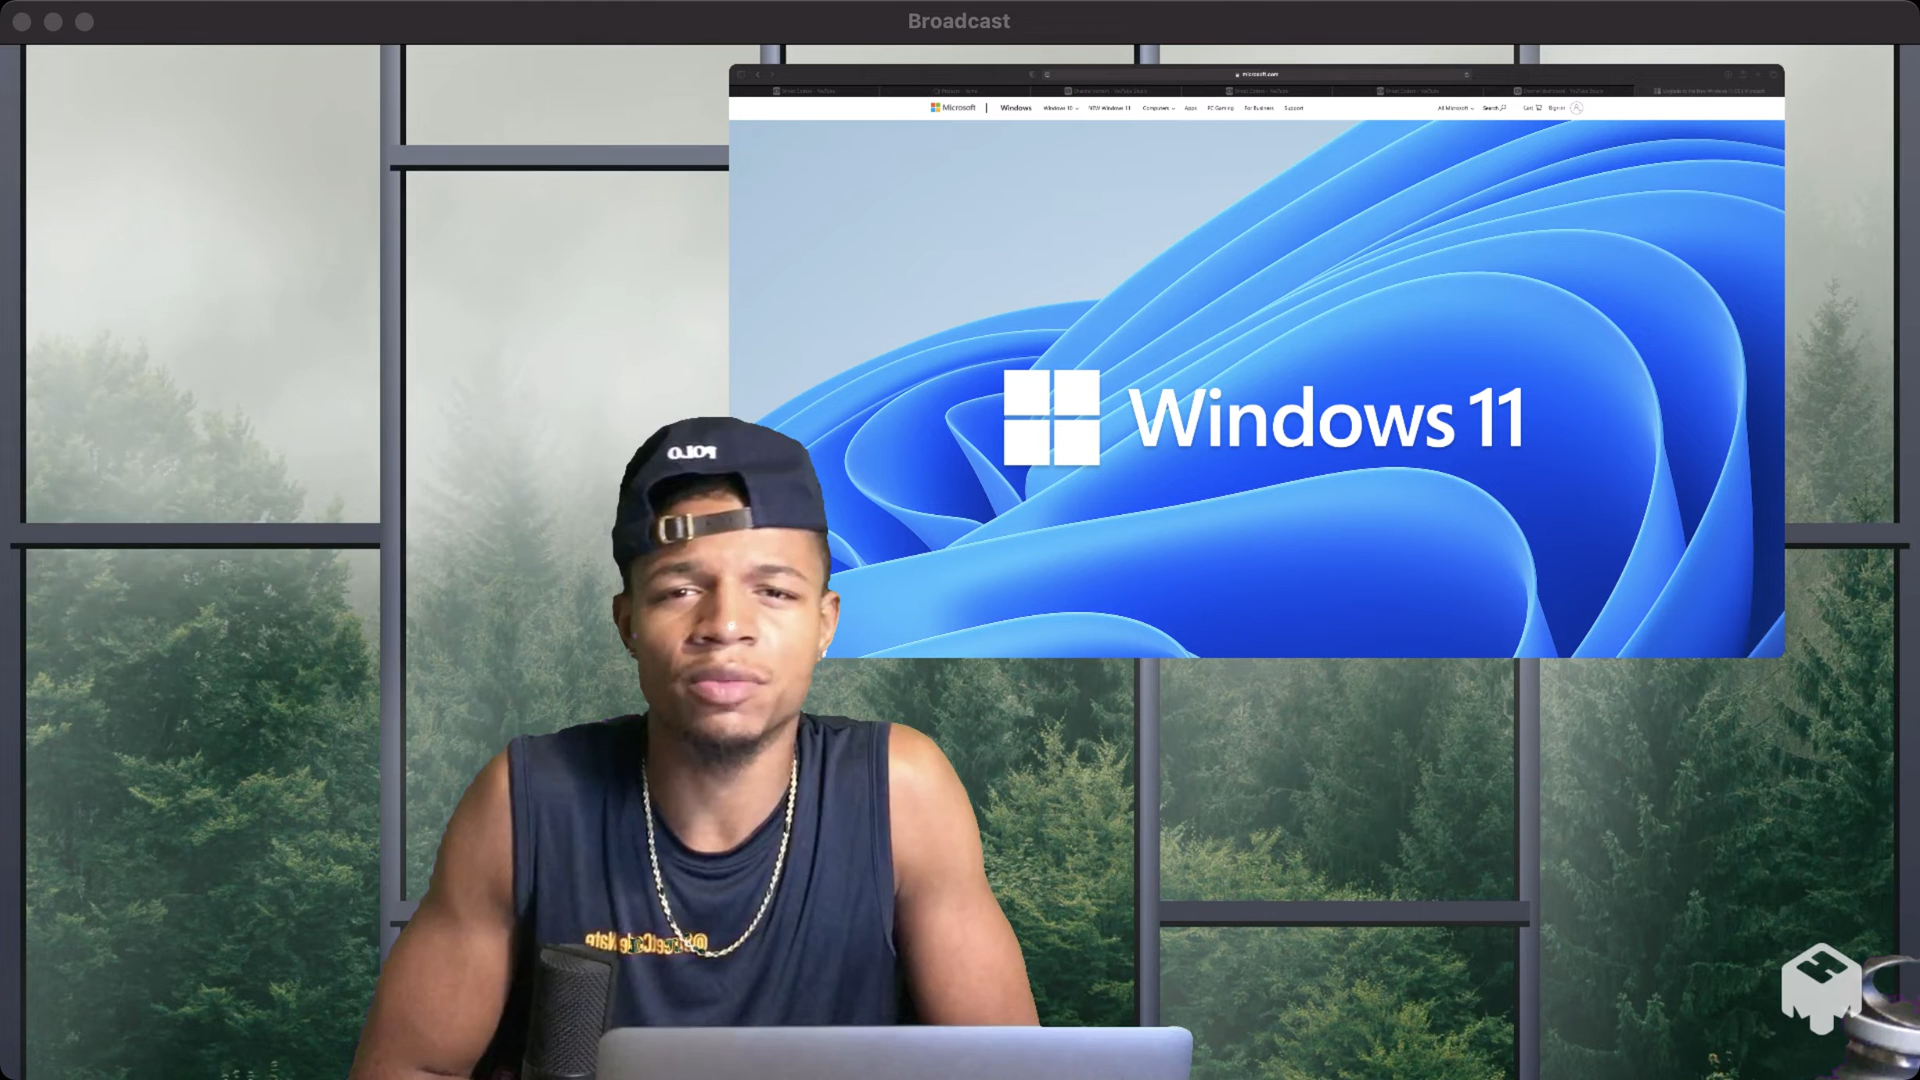 Broadcast
microsoft.com
Microsoft | Windows Windows 10 NEW Windows 11 Computers Apps PC Gaming For Business Support All Microsoft Search Cart Sign in
Windows 11
POLO
@StreetCodeNate